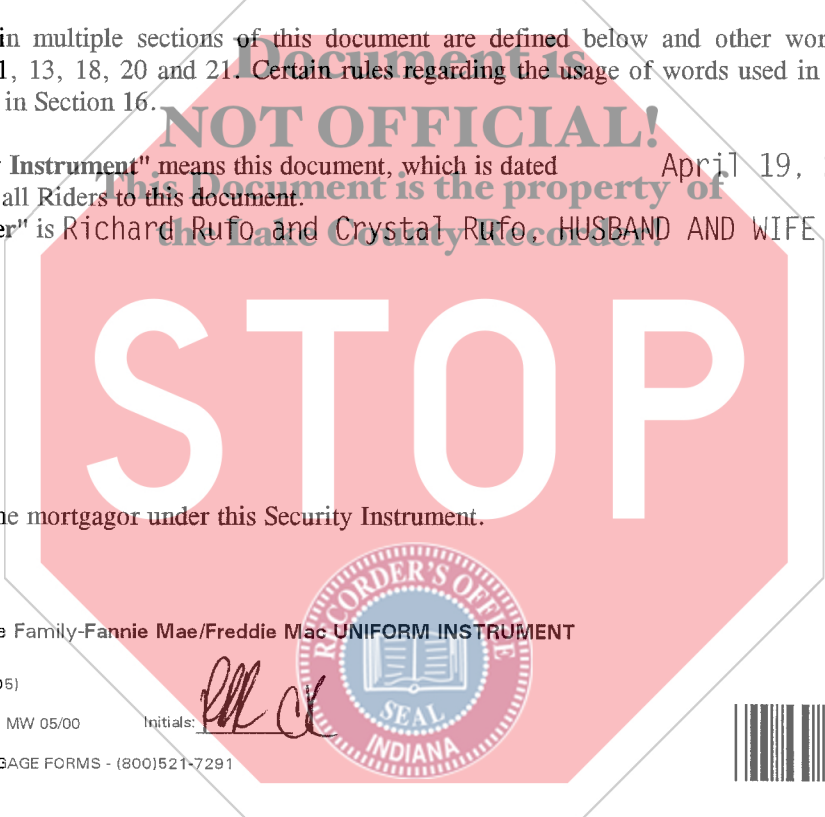 in multiple sections of this document are defined below and other wor
1, 13, 18, 20 and 21. Certain rules regarding the usage of words used in
in Section 16.
Document is
NOT OFFICIAL!
This Document is the property of
the Lake County Recorder!
Instrument" means this document, which is dated April 19,
all Riders to this document.
er" is Richard Rufo and Crystal Rufo, HUSBAND AND WIFE
STOP
he mortgagor under this Security Instrument.
RECORDER'S OFFICE
SEAL
INDIANA
e Family-Fannie Mae/Freddie Mac UNIFORM INSTRUMENT
05)
MW 05/00 Initials:
GAGE FORMS - (800)521-7291